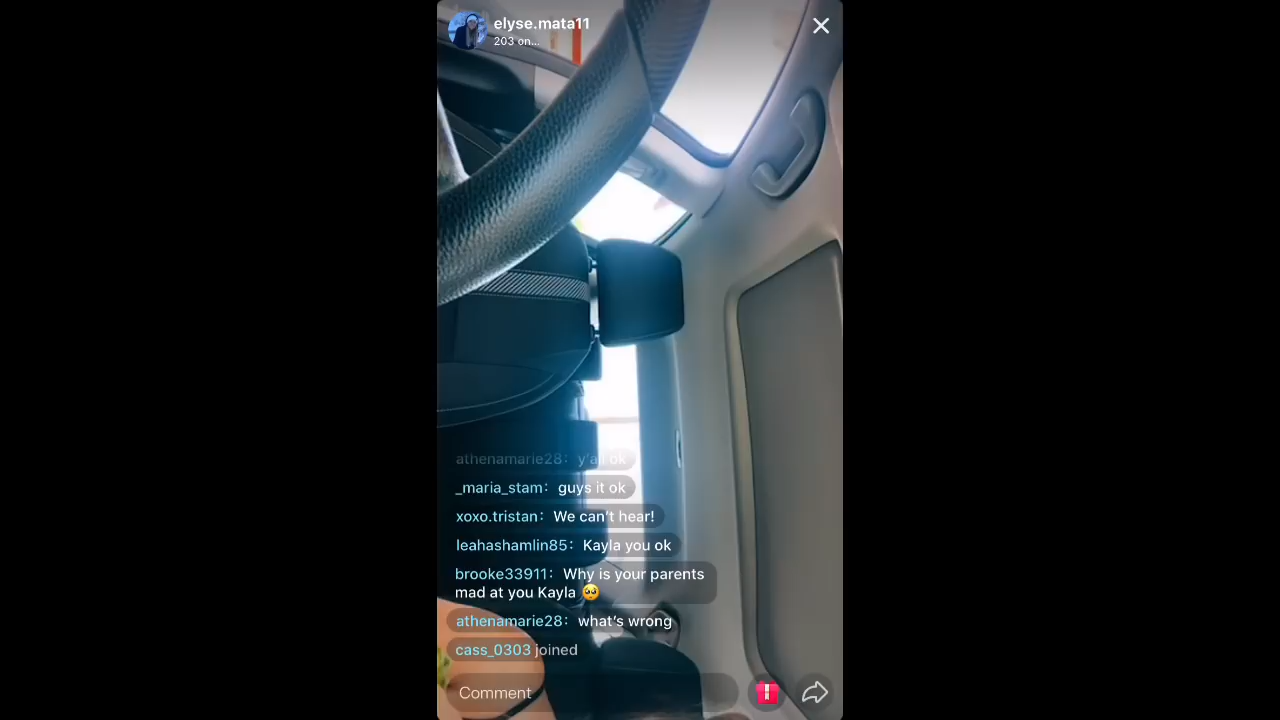 elyse.mata11
203 on...
athenamarie28: y'all ok
_maria_stam: guys it ok
xoxo.tristan: We can't hear!
leahashamlin85: Kayla you ok
brooke33911: Why is your parents
mad at you Kayla 🥺
athenamarie28: what's wrong
cass_0303 joined
Comment